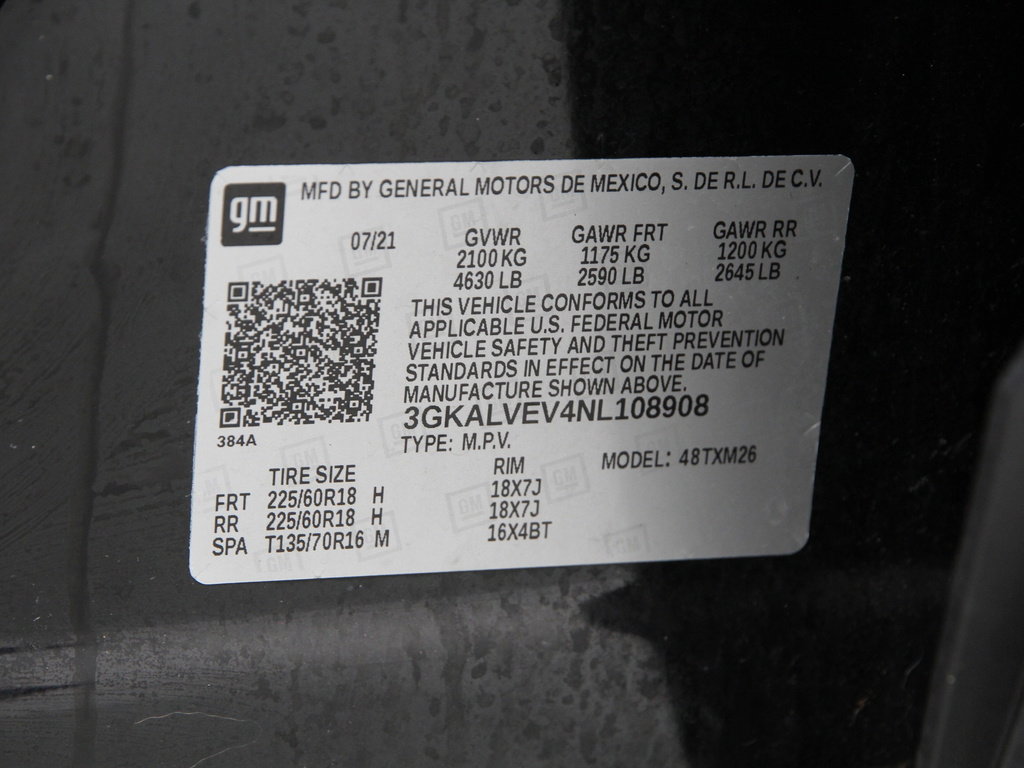 gm MFD BY GENERAL MOTORS DE MEXICO, S. DE R.L. DE C.V.
07/21 GVWR GAWR FRT GAWR RR
2100 KG 1175 KG 1200 KG
4630 LB 2590 LB 2645 LB
THIS VEHICLE CONFORMS TO ALL
APPLICABLE U.S. FEDERAL MOTOR
VEHICLE SAFETY AND THEFT PREVENTION
STANDARDS IN EFFECT ON THE DATE OF
MANUFACTURE SHOWN ABOVE.
3GKALVEV4NL108908
384A
TYPE: M.P.V.
TIRE SIZE RIM MODEL: 48TXM26
FRT 225/60R18 H 18X7J
RR 225/60R18 H 18X7J
SPA T135/70R16 M 16X4BT